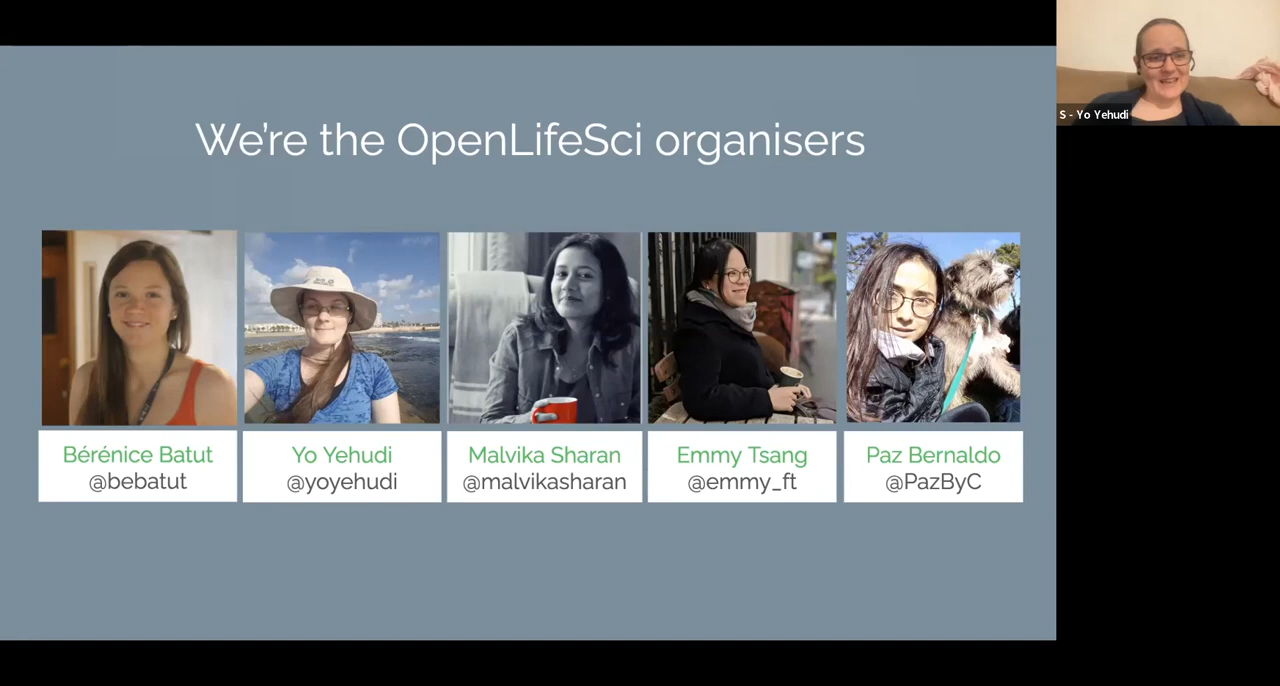 We're the OpenLifeSci organisers
S - Yo Yehudi
Bérénice Batut
@bebatut
Yo Yehudi
@yoyehudi
Malvika Sharan
@malvikasharan
Emmy Tsang
@emmy_ft
Paz Bernaldo
@PazByC